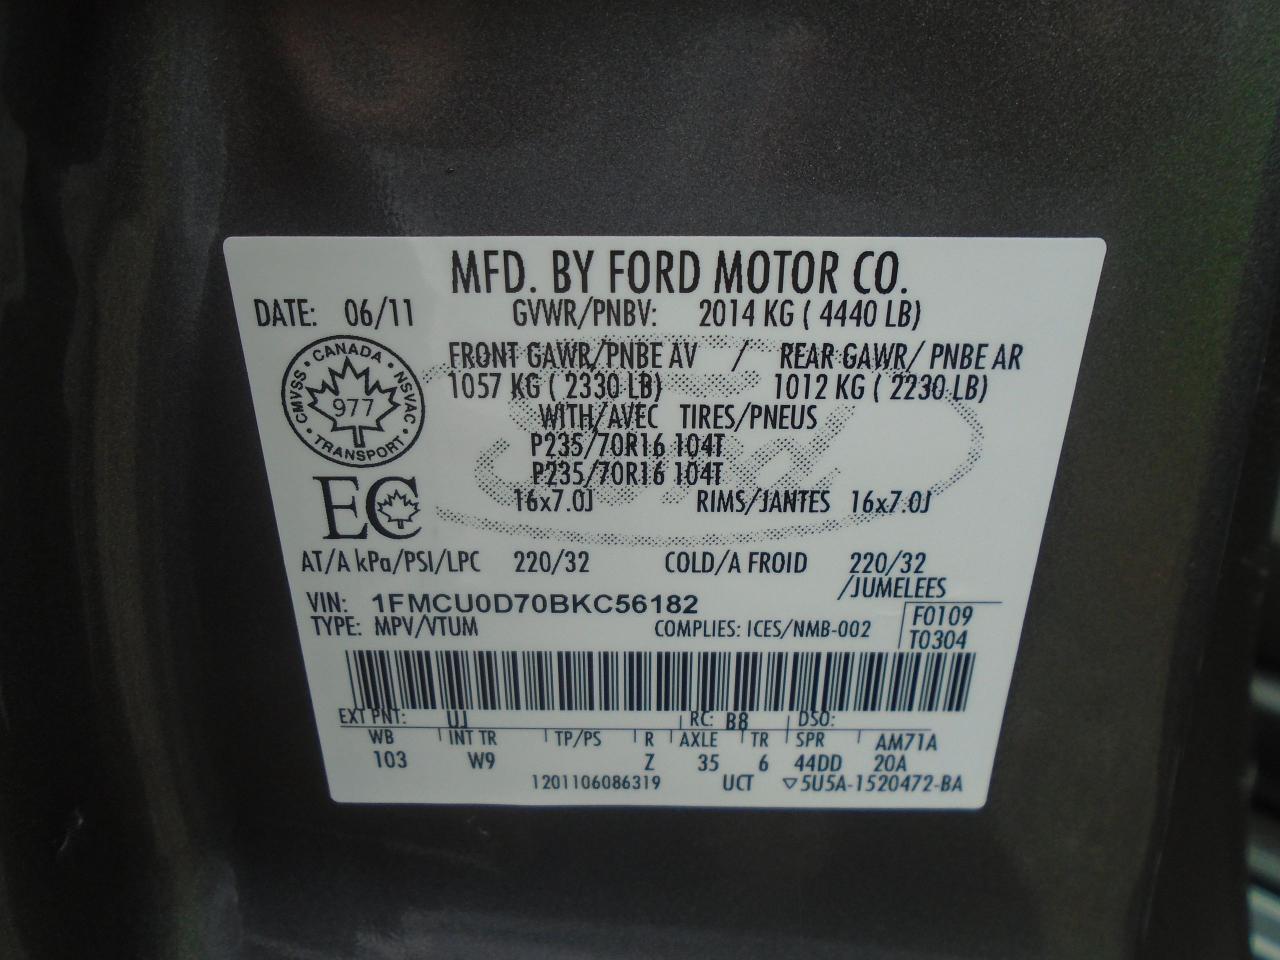 MFD. BY FORD MOTOR CO.
DATE: 06/11 GVWR/PNBV: 2014 KG ( 4440 LB)
FRONT GAWR/PNBE AV / REAR GAWR/ PNBE AR
1057 KG ( 2330 LB) 1012 KG ( 2230 LB)
WITH/AVEC TIRES/PNEUS
P235/70R16 104T
P235/70R16 104T
16x7.0J RIMS/JANTES 16x7.0J
CANADA
CMVSS NSVAC
977
TRANSPORT
EC
AT/A kPa/PSI/LPC 220/32 COLD/A FROID 220/32
/JUMELEES
VIN: 1FMCU0D70BKC56182
TYPE: MPV/VTUM COMPLIES: ICES/NMB-002
F0109
T0304
EXT PNT: UJ RC: B8 DSO:
WB INT TR TP/PS R AXLE TR SPR AM71A
103 W9 Z 35 6 44DD 20A
1201106086319 UCT ▽5U5A-1520472-BA